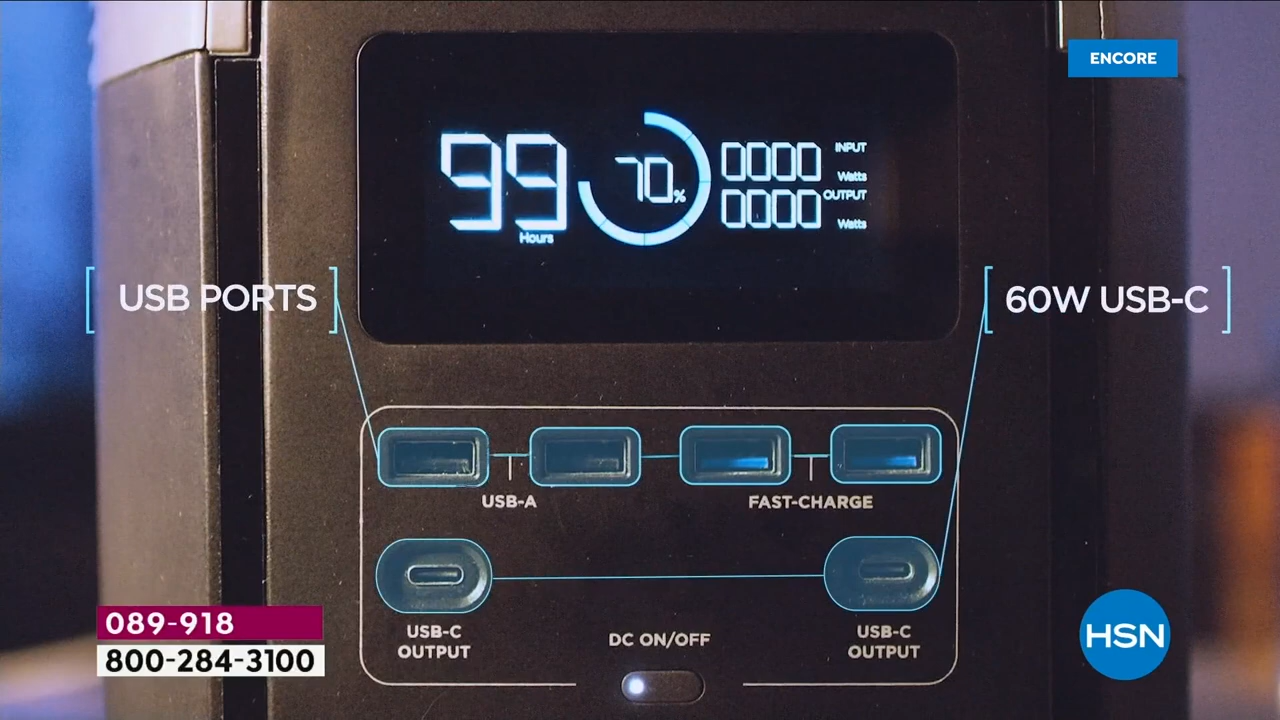 ENCORE
99
Hours
70%
0000
INPUT
Watts
0000
OUTPUT
Watts
USB PORTS
60W USB-C
USB-A
FAST-CHARGE
USB-C
OUTPUT
DC ON/OFF
USB-C
OUTPUT
089-918
800-284-3100
HSN